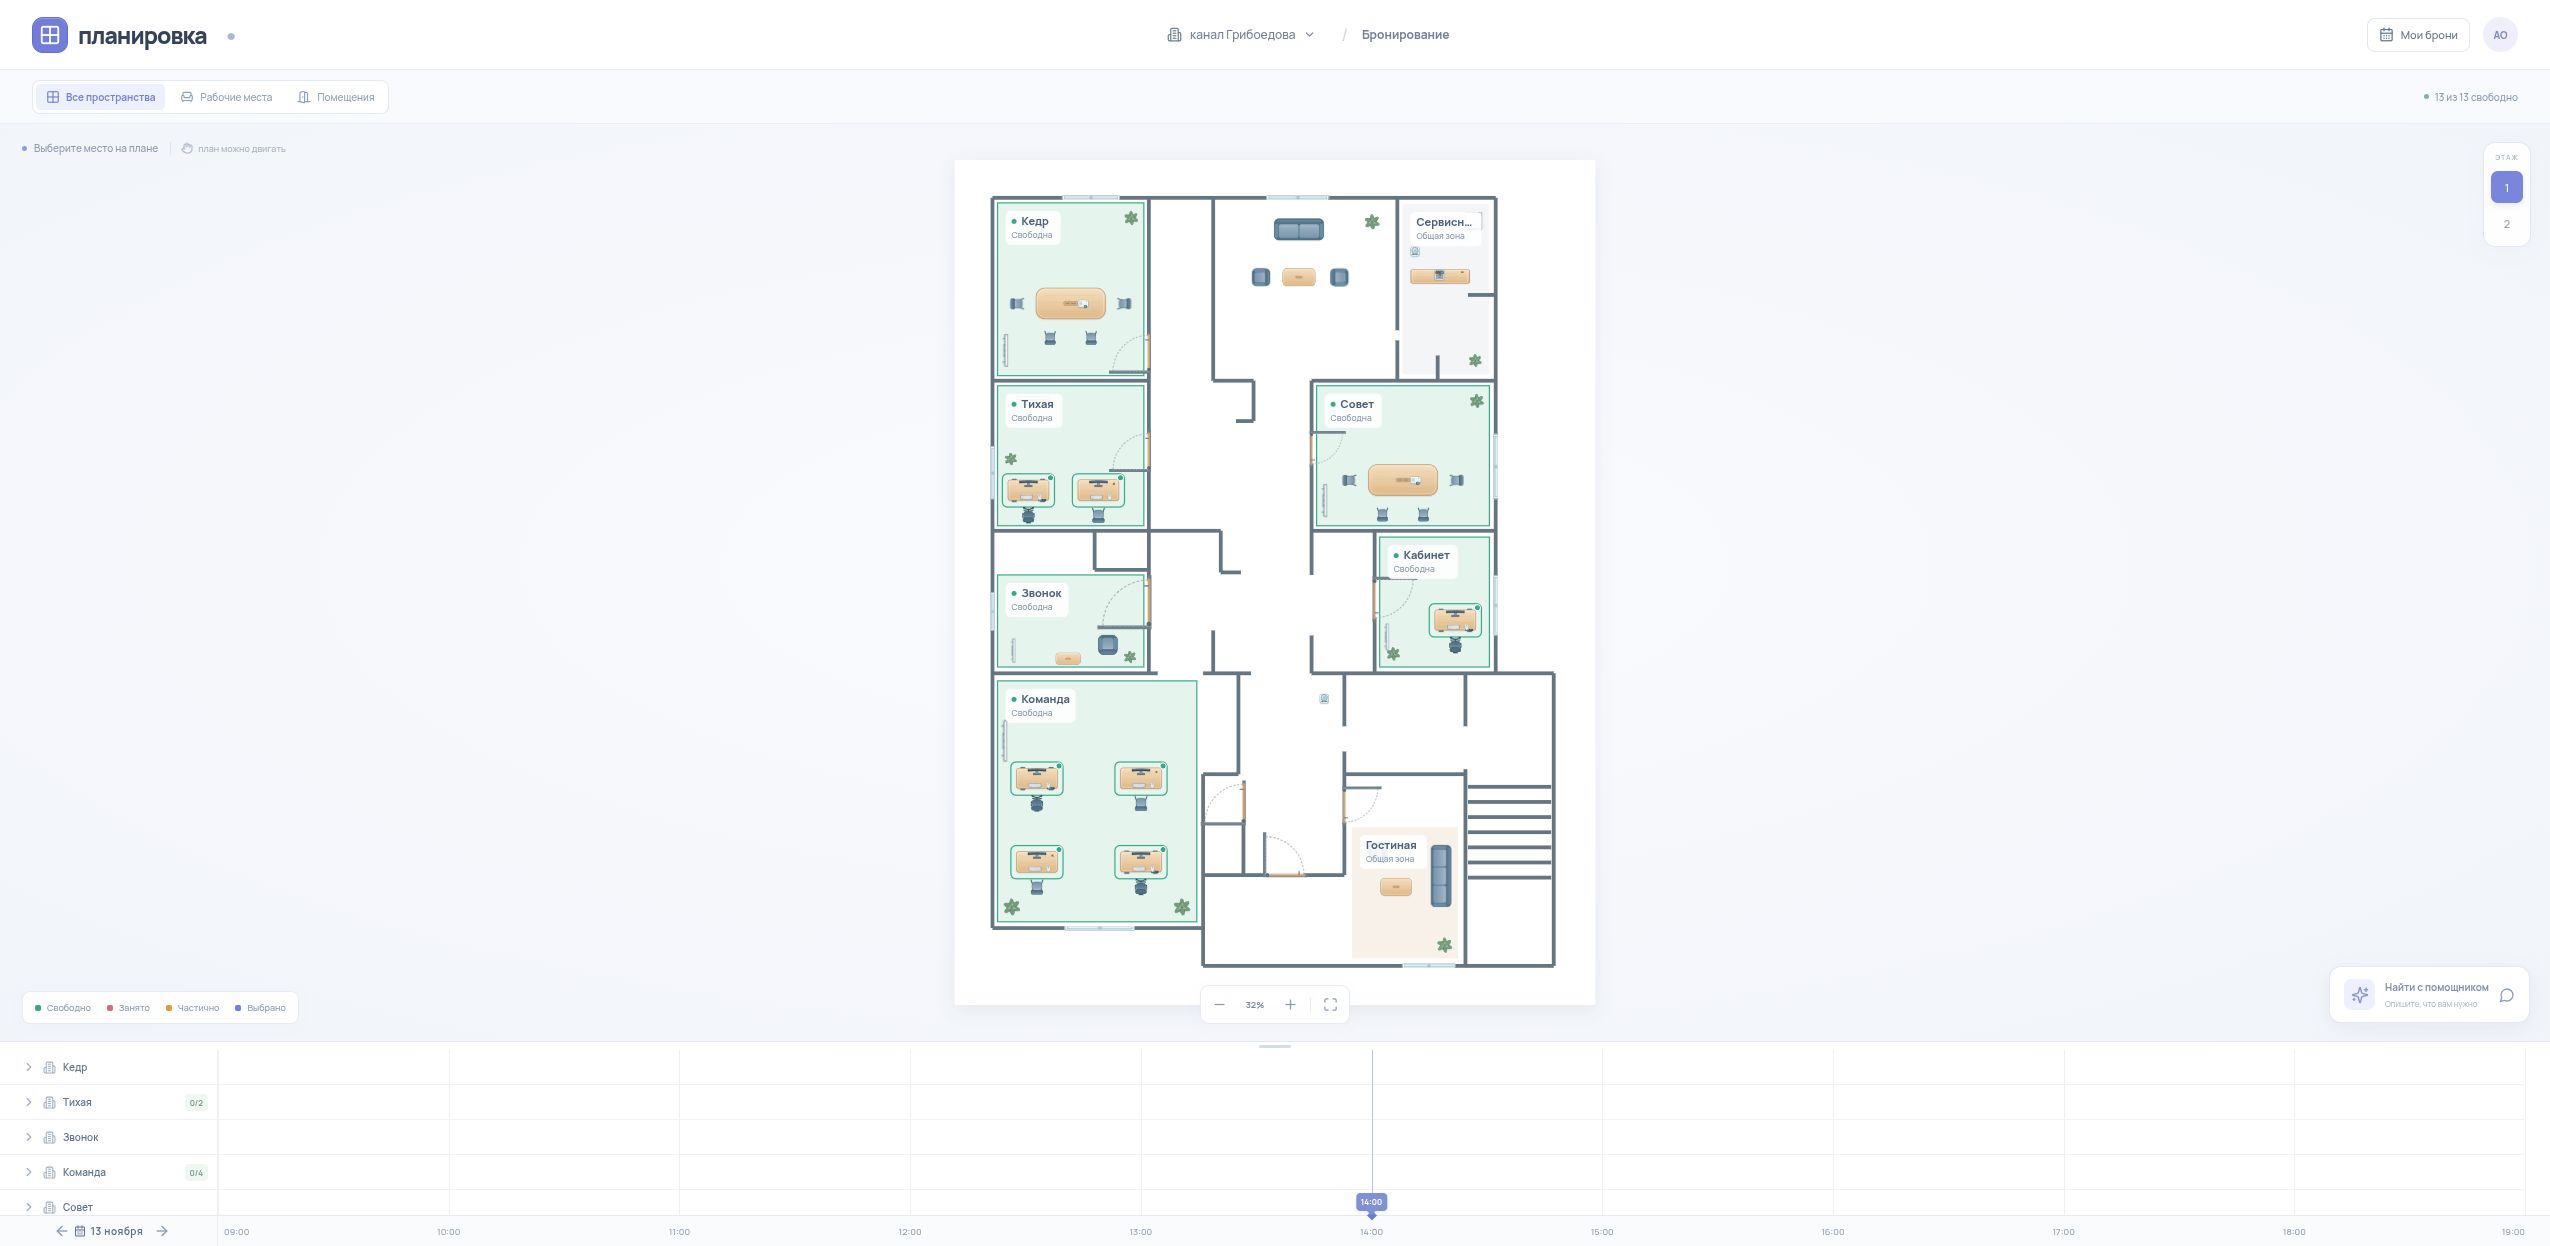 планировка
канал Грибоедова / Бронирование
Мои брони
АО
Все пространства
Рабочие места
Помещения
13 из 13 свободно
Выберите место на плане
план можно двигать
ЭТАЖ
1
2
Кедр
Свободна
Сервисн...
Общая зона
Тихая
Свободна
Совет
Свободна
Кабинет
Свободна
Звонок
Свободна
Команда
Свободна
Гостиная
Общая зона
Свободно
Занято
Частично
Выбрано
32%
Найти с помощником
Опишите, что вам нужно
Кедр
Тихая
0/2
Звонок
Команда
0/4
Совет
14:00
13 ноября
09:00
10:00
11:00
12:00
13:00
14:00
15:00
16:00
17:00
18:00
19:00